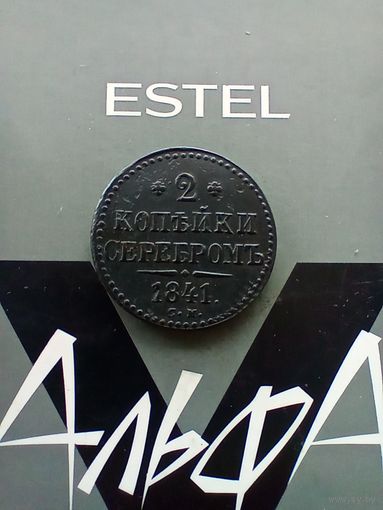 ESTEL
* 2 *
КОПѢЙКИ
СЕРЕБРОМЪ
1841.
С. М.
АЛЬФА